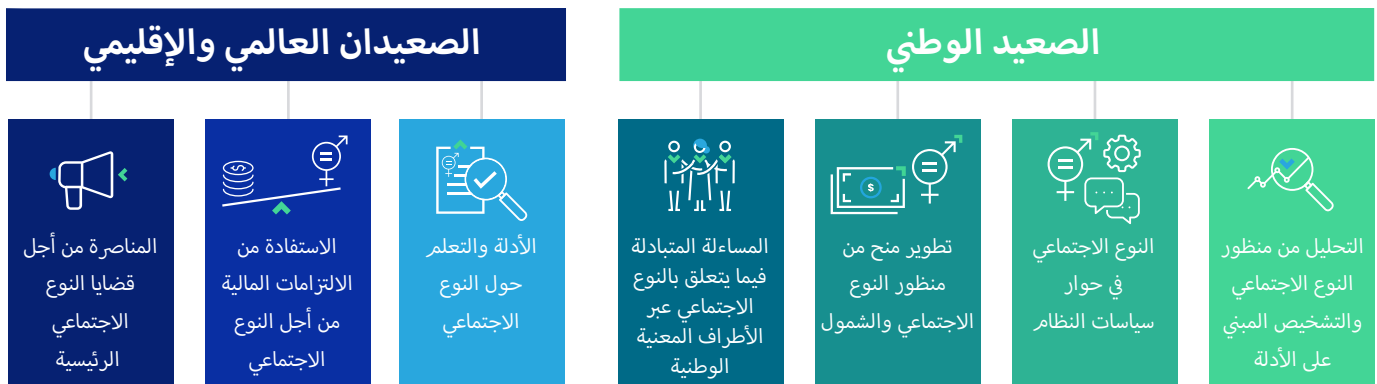 الصعيد الوطني
التحليل من منظور
النوع الاجتماعي
والتشخيص المبني
على الأدلة
النوع الاجتماعي
في حوار
سياسات النظام
$
تطوير منح من
منظور النوع
الاجتماعي والشمول
المساءلة المتبادلة
فيما يتعلق بالنوع
الاجتماعي عبر
الأطراف المعنية
الوطنية
الصعيدان العالمي والإقليمي
الأدلة والتعلم
حول النوع
الاجتماعي
$
الاستفادة من
الالتزامات المالية
من أجل النوع
الاجتماعي
المناصرة من أجل
قضايا النوع
الاجتماعي
الرئيسية